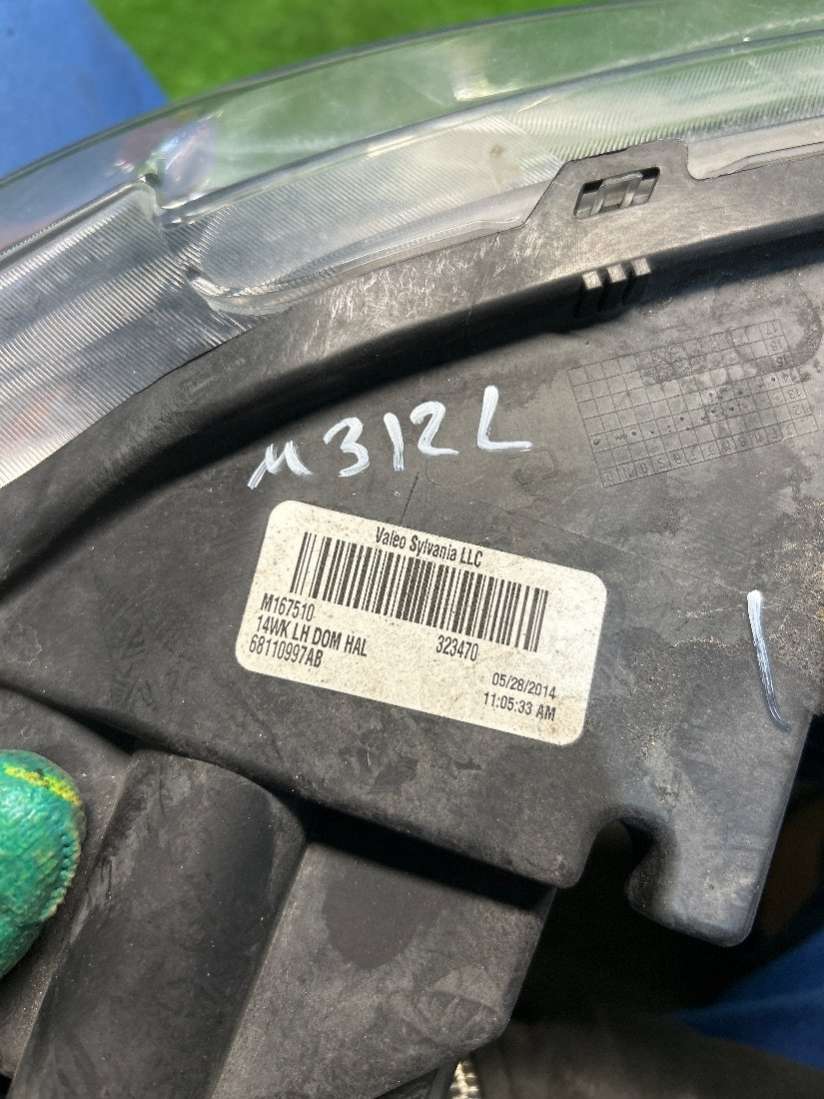 M312L
Valeo Sylvania LLC
M167510
323470
14WK LH DOM HAL
68110997AB
05/28/2014
11:05:33 AM